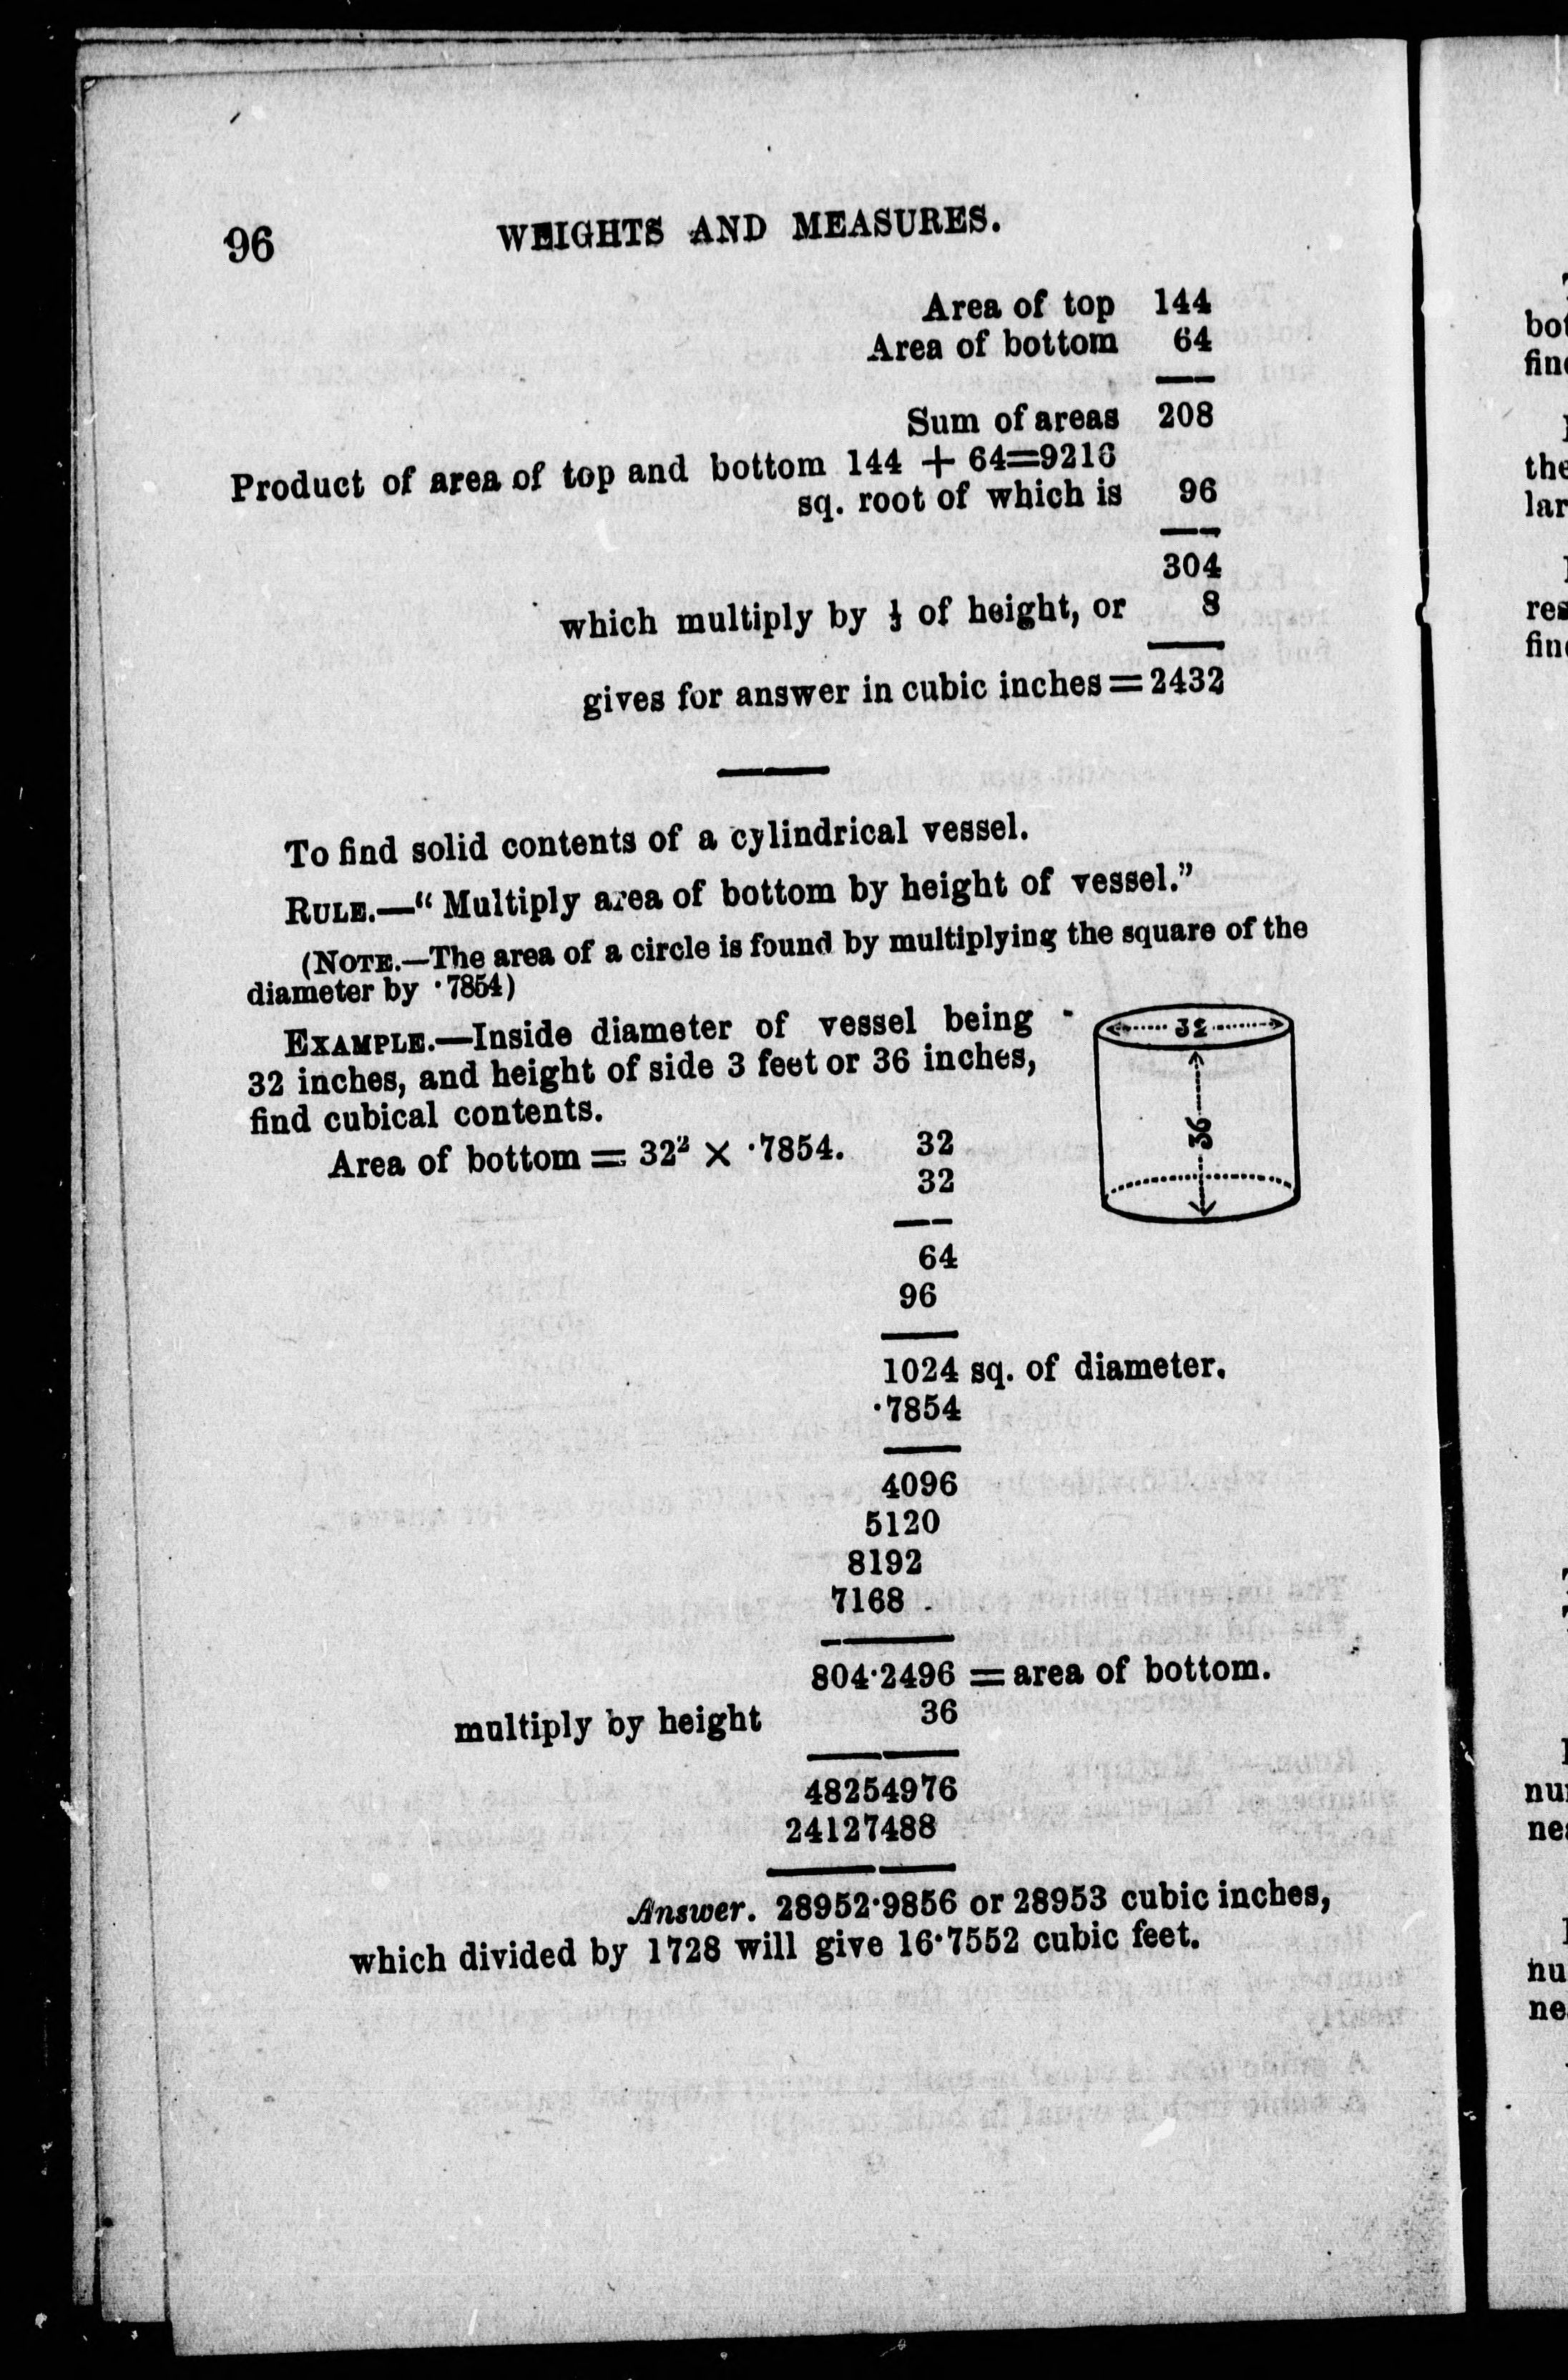 96 WEIGHTS AND MEASURES.
Area of top 144
Area of bottom 64
Sum of areas 208
Product of area of top and bottom 144 + 64=9216
sq. root of which is 96
304
which multiply by ⅓ of height, or 8
gives for answer in cubic inches = 2432
To find solid contents of a cylindrical vessel.
RULE.—“ Multiply area of bottom by height of vessel.”
(NOTE.—The area of a circle is found by multiplying the square of the
diameter by ·7854)
EXAMPLE.—Inside diameter of vessel being
32 inches, and height of side 3 feet or 36 inches,
find cubical contents.
32
36
Area of bottom = 32² × ·7854. 32
32
64
96
1024 sq. of diameter.
·7854
4096
5120
8192
7168
804·2496 = area of bottom.
multiply by height 36
48254976
24127488
Answer. 28952·9856 or 28953 cubic inches,
which divided by 1728 will give 16·7552 cubic feet.